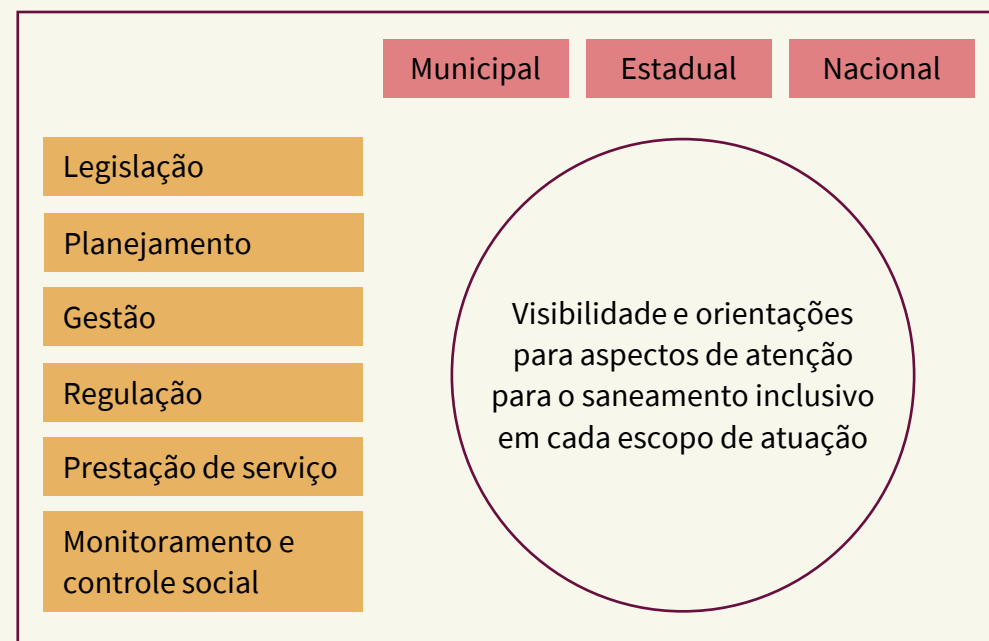 Municipal
Estadual
Nacional
Legislação
Planejamento
Gestão
Regulação
Prestação de serviço
Monitoramento e
controle social
Visibilidade e orientações
para aspectos de atenção
para o saneamento inclusivo
em cada escopo de atuação